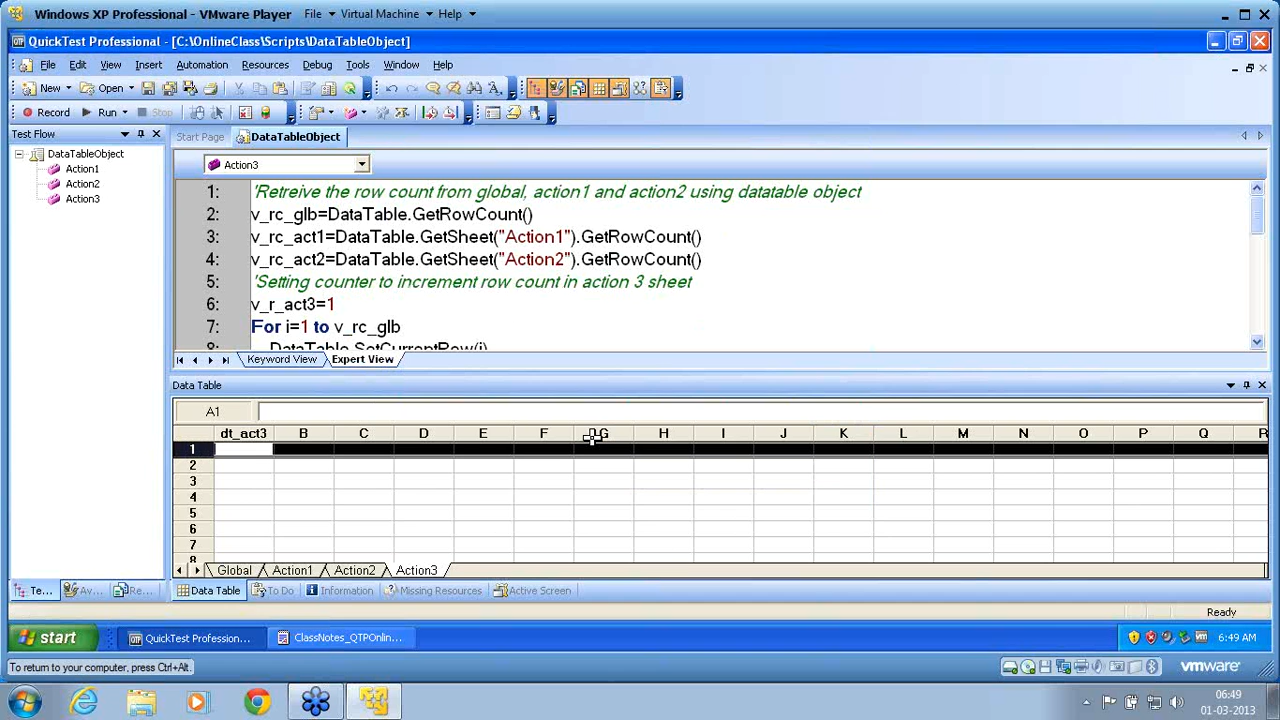 Windows XP Professional - VMware Player File Virtual Machine Help
QuickTest Professional - [C:\OnlineClass\Scripts\DataTableObject]
File Edit View Insert Automation Resources Debug Tools Window Help
New Open
Record Run Stop
Test Flow
DataTableObject
Action1
Action2
Action3
Start Page DataTableObject
Action3
1: 'Retreive the row count from global, action1 and action2 using datatable object
2: v_rc_glb=DataTable.GetRowCount()
3: v_rc_act1=DataTable.GetSheet("Action1").GetRowCount()
4: v_rc_act2=DataTable.GetSheet("Action2").GetRowCount()
5: 'Setting counter to increment row count in action 3 sheet
6: v_r_act3=1
7: For i=1 to v_rc_glb
8: DataTable.SetCurrentRow(i)
Keyword View Expert View
Data Table
A1
dt_act3 B C D E F G H I J K L M N O P Q R
1
2
3
4
5
6
7
8
Global Action1 Action2 Action3
Te... Av... Re... Data Table To Do Information Missing Resources Active Screen
Ready
start QuickTest Profession... ClassNotes_QTPOnlin... 6:49 AM
To return to your computer, press Ctrl+Alt. vmware
06:49
01-03-2013